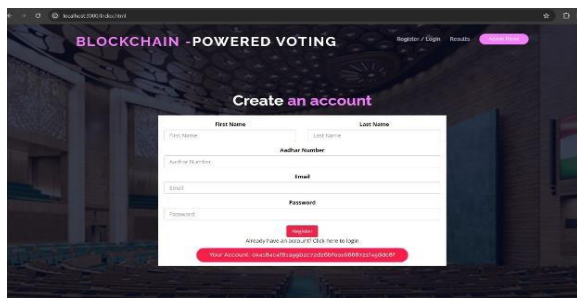 localhost:3000/index.html
BLOCKCHAIN -POWERED VOTING
Register / Login Results
Create an account
First Name Last Name
First Name Last Name
Aadhar Number
Aadhar Number
Email
Email
Password
Password
Register
Already have an account? Click here to login
Your Account: